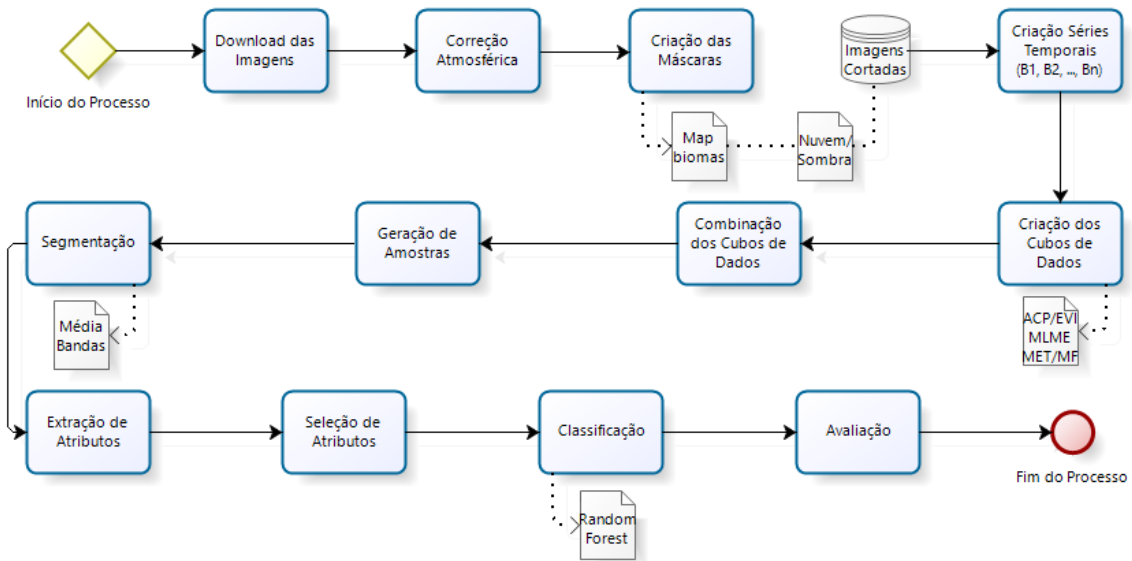 Download das
Imagens
Correção
Atmosférica
Criação das
Máscaras
Imagens
Cortadas
Criação Séries
Temporais
(B1, B2, ..., Bn)
Início do Processo
Map
biomas
Nuvem/
Sombra
Segmentação
Geração de
Amostras
Combinação
dos Cubos de
Dados
Criação dos
Cubos de
Dados
Média
Bandas
ACP/EVI
MLME
MET/MF
Extração de
Atributos
Seleção de
Atributos
Classificação
Avaliação
Fim do Processo
Random
Forest